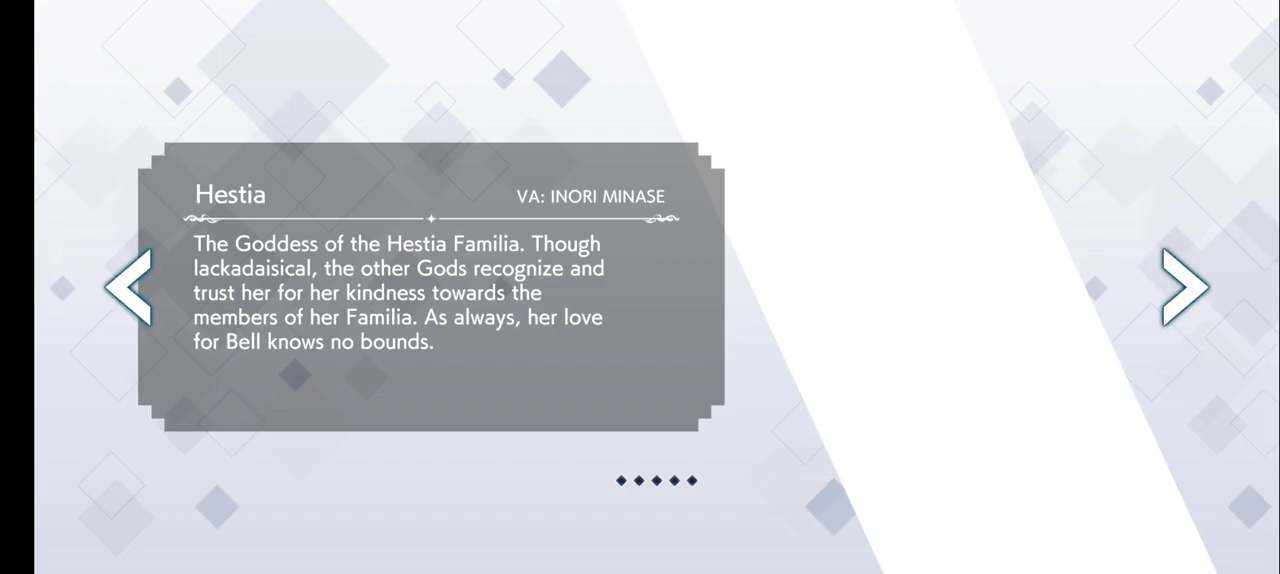 Hestia
VA: INORI MINASE
The Goddess of the Hestia Familia. Though
lackadaisical, the other Gods recognize and
trust her for her kindness towards the
members of her Familia. As always, her love
for Bell knows no bounds.